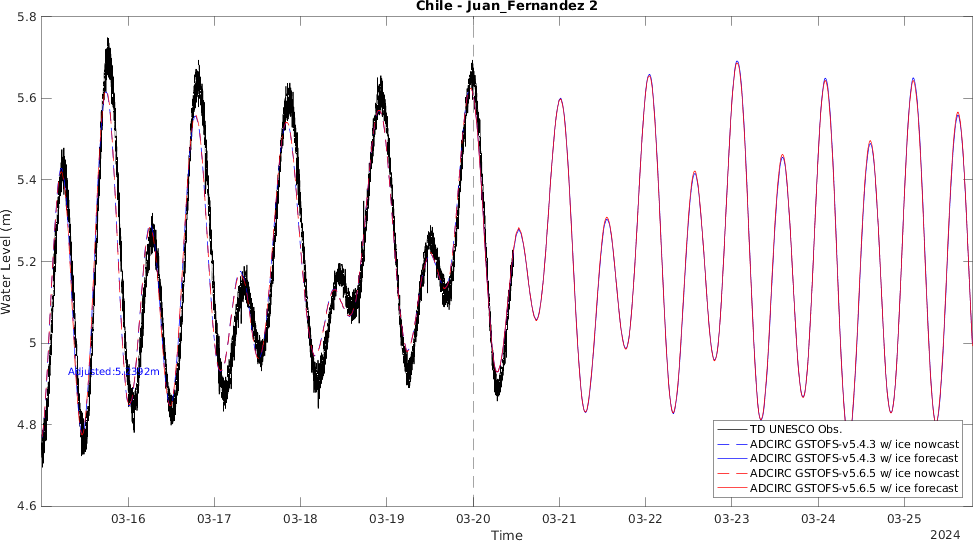 Chile - Juan_Fernandez 2
5.8
5.6
5.4
5.2
5
4.8
4.6
Water Level (m)
TD UNESCO Obs.
ADCIRC GSTOFS-v5.4.3 w/ ice nowcast
ADCIRC GSTOFS-v5.4.3 w/ ice forecast
ADCIRC GSTOFS-v5.6.5 w/ ice nowcast
ADCIRC GSTOFS-v5.6.5 w/ ice forecast
03-16 03-17 03-18 03-19 03-20 03-21 03-22 03-23 03-24 03-25
Time
2024